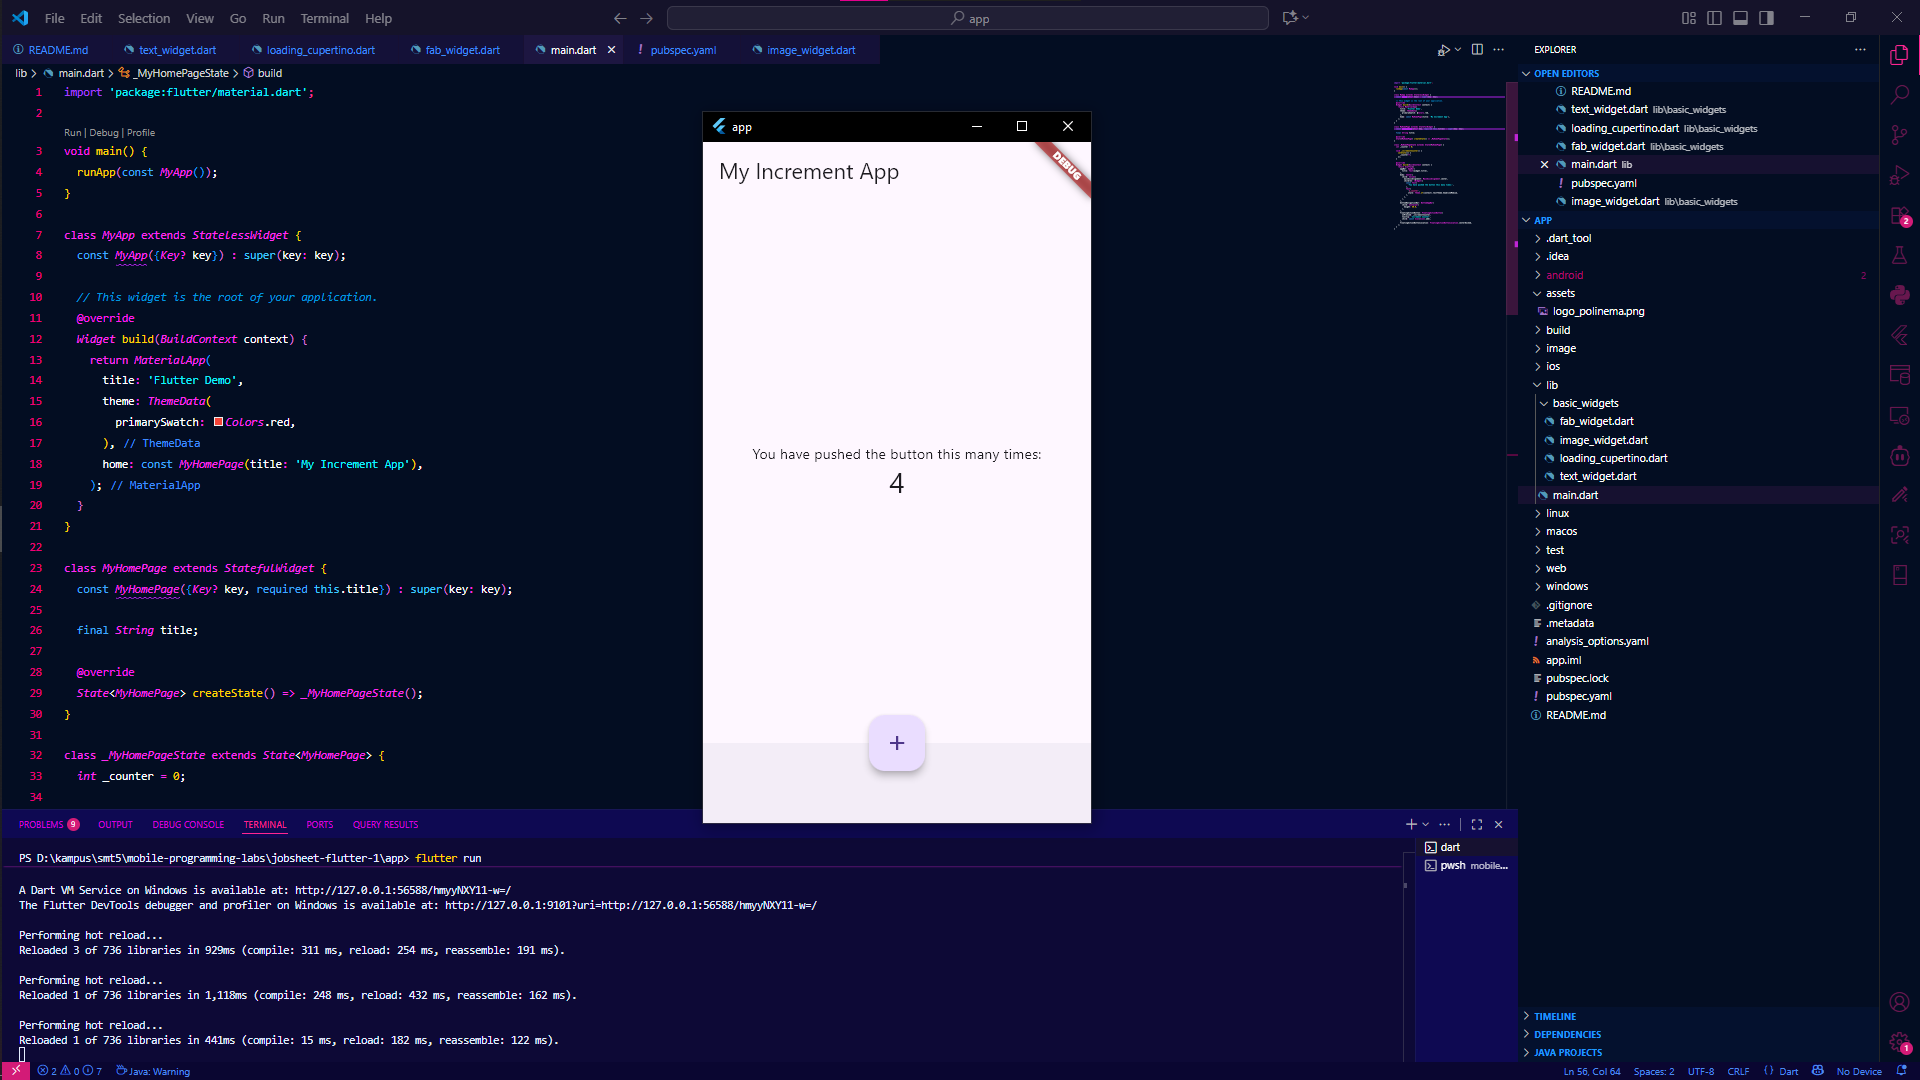 File Edit Selection View Go Run Terminal Help
app
README.md text_widget.dart loading_cupertino.dart fab_widget.dart main.dart pubspec.yaml image_widget.dart
lib > main.dart > _MyHomePageState > build
1 import 'package:flutter/material.dart';
2
Run | Debug | Profile
3 void main() {
4 runApp(const MyApp());
5 }
6
7 class MyApp extends StatelessWidget {
8 const MyApp({Key? key}) : super(key: key);
9
10 // This widget is the root of your application.
11 @override
12 Widget build(BuildContext context) {
13 return MaterialApp(
14 title: 'Flutter Demo',
15 theme: ThemeData(
16 primarySwatch: Colors.red,
17 ), // ThemeData
18 home: const MyHomePage(title: 'My Increment App'),
19 ); // MaterialApp
20 }
21 }
22
23 class MyHomePage extends StatefulWidget {
24 const MyHomePage({Key? key, required this.title}) : super(key: key);
25
26 final String title;
27
28 @override
29 State<MyHomePage> createState() => _MyHomePageState();
30 }
31
32 class _MyHomePageState extends State<MyHomePage> {
33 int _counter = 0;
34
app
My Increment App
DEBUG
You have pushed the button this many times:
4
+
PROBLEMS 9 OUTPUT DEBUG CONSOLE TERMINAL PORTS QUERY RESULTS
PS D:\kampus\smt5\mobile-programming-labs\jobsheet-flutter-1\app> flutter run
A Dart VM Service on Windows is available at: http://127.0.0.1:56588/hmyyNXY11-w=/
The Flutter DevTools debugger and profiler on Windows is available at: http://127.0.0.1:9101?uri=http://127.0.0.1:56588/hmyyNXY11-w=/
Performing hot reload...
Reloaded 3 of 736 libraries in 929ms (compile: 311 ms, reload: 254 ms, reassemble: 191 ms).
Performing hot reload...
Reloaded 1 of 736 libraries in 1,118ms (compile: 248 ms, reload: 432 ms, reassemble: 162 ms).
Performing hot reload...
Reloaded 1 of 736 libraries in 441ms (compile: 15 ms, reload: 182 ms, reassemble: 122 ms).
dart
pwsh mobile...
EXPLORER
OPEN EDITORS
README.md
text_widget.dart lib\basic_widgets
loading_cupertino.dart lib\basic_widgets
fab_widget.dart lib\basic_widgets
main.dart lib
pubspec.yaml
image_widget.dart lib\basic_widgets
APP
.dart_tool
.idea
android 2
assets
logo_polinema.png
build
image
ios
lib
basic_widgets
fab_widget.dart
image_widget.dart
loading_cupertino.dart
text_widget.dart
main.dart
linux
macos
test
web
windows
.gitignore
.metadata
analysis_options.yaml
app.iml
pubspec.lock
pubspec.yaml
README.md
TIMELINE
DEPENDENCIES
JAVA PROJECTS
2
1
2 0 7 Java: Warning
Ln 56, Col 64 Spaces: 2 UTF-8 CRLF {} Dart No Device